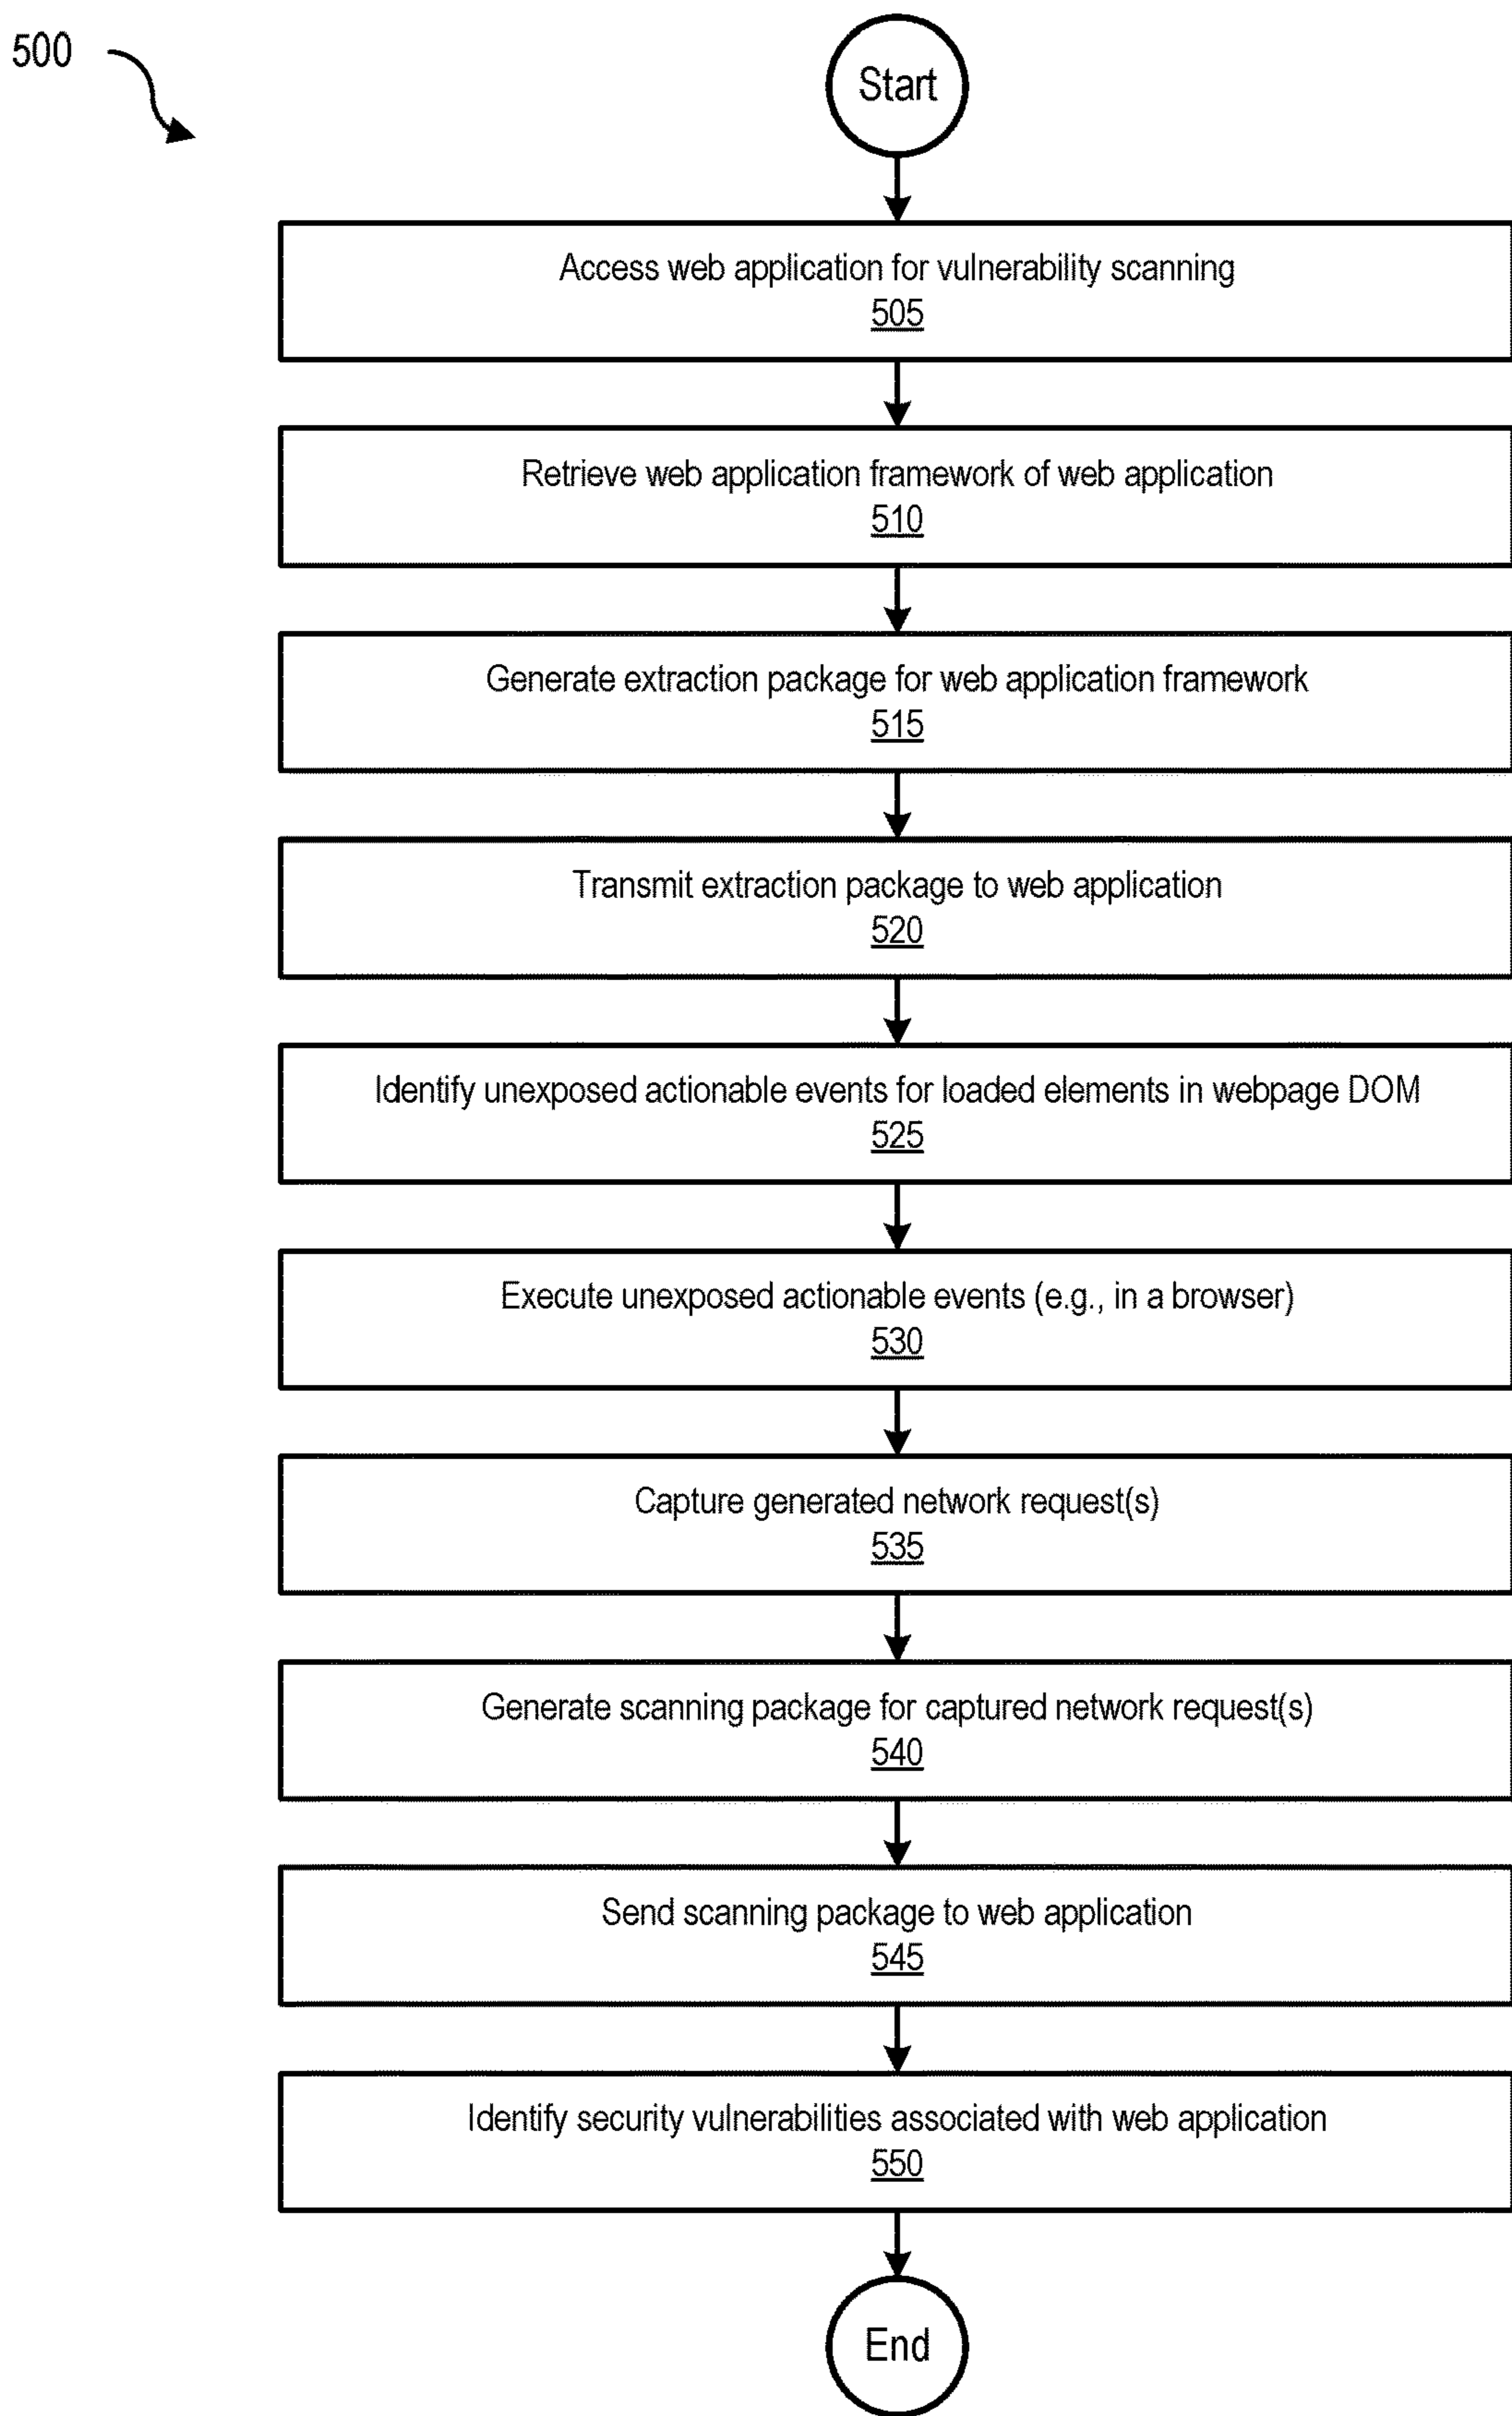 500
Start
Access web application for vulnerability scanning
505
Retrieve web application framework of web application
510
Generate extraction package for web application framework
515
Transmit extraction package to web application
520
Identify unexposed actionable events for loaded elements in webpage DOM
525
Execute unexposed actionable events (e.g., in a browser)
530
Capture generated network request(s)
535
Generate scanning package for captured network request(s)
540
Send scanning package to web application
545
Identify security vulnerabilities associated with web application
550
End